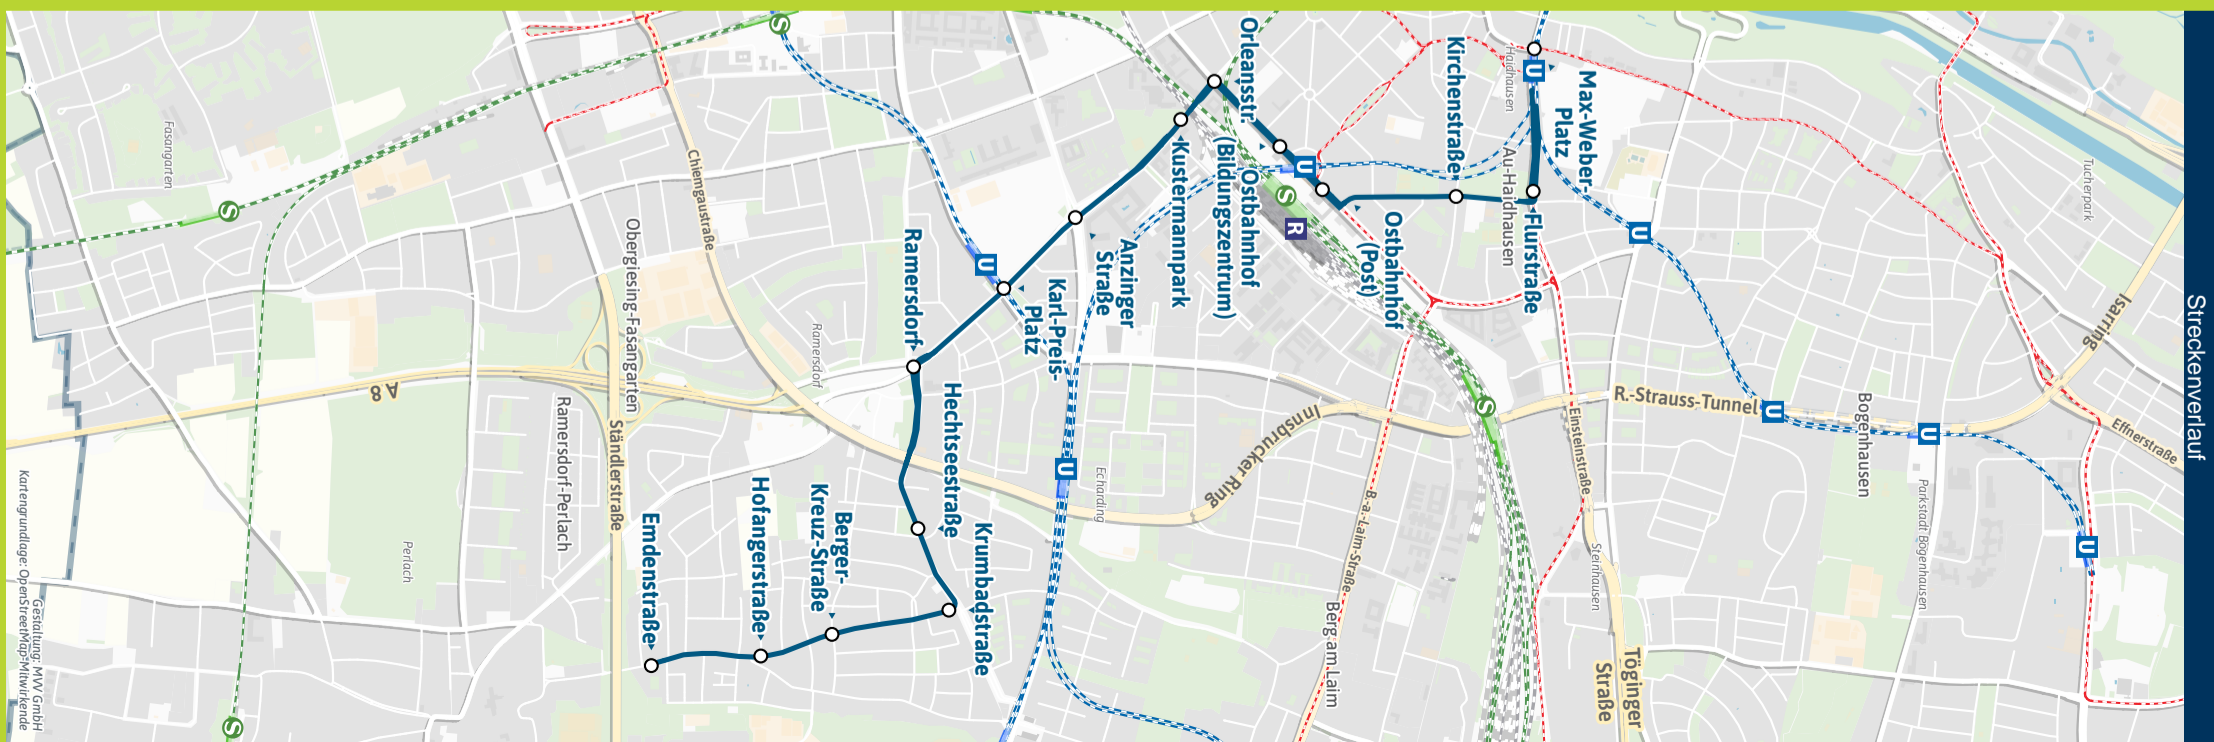 Streckenverlauf
Tucherpark
Isarring
Effnerstraße
Max-Weber-
Platz
U
Haidhausen
Kirchenstraße
Au-Haidhausen
Flurstraße
U
R.-Strauss-Tunnel
U
Bogenhausen
U
Parkstadt Bogenhausen
U
Einsteinstraße
Steinhausen
Töginger
Straße
Orleansstr.
Ostbahnhof
(Bildungszentrum)
U
S
R
Ostbahnhof
(Post)
S
Kustermannpark
Anzinger
Straße
Karl-Preis-
Platz
U
Innsbrucker Ring
B.-a.-Laim-Straße
Berg am Laim
Echarding
U
Ramersdorf
Ramersdorf
Hechtseestraße
Krumbadstraße
Berger-
Kreuz-Straße
Hofangerstraße
Emdenstraße
Chemgaustraße
Obergiesing-Fasangarten
Ständlerstraße
Ramersdorf-Perlach
A 8
Perlach
Fasangarten
S
S
S
Gestaltung: MVV GmbH
Kartengrundlage: OpenStreetMap-Mitwirkende